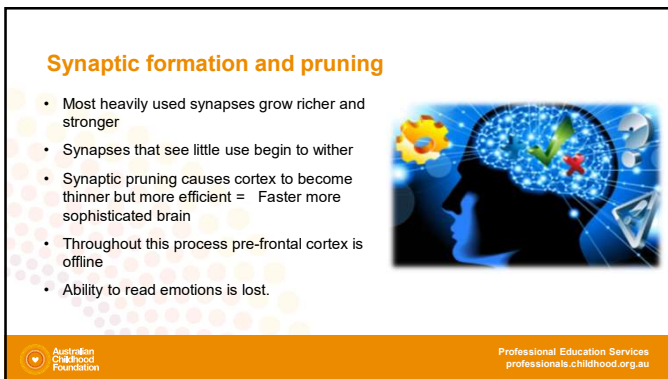 Synaptic formation and pruning
• Most heavily used synapses grow richer and
stronger
• Synapses that see little use begin to wither
• Synaptic pruning causes cortex to become
thinner but more efficient = Faster more
sophisticated brain
• Throughout this process pre-frontal cortex is
offline
• Ability to read emotions is lost.
Australian
Childhood
Foundation
Professional Education Services
professionals.childhood.org.au